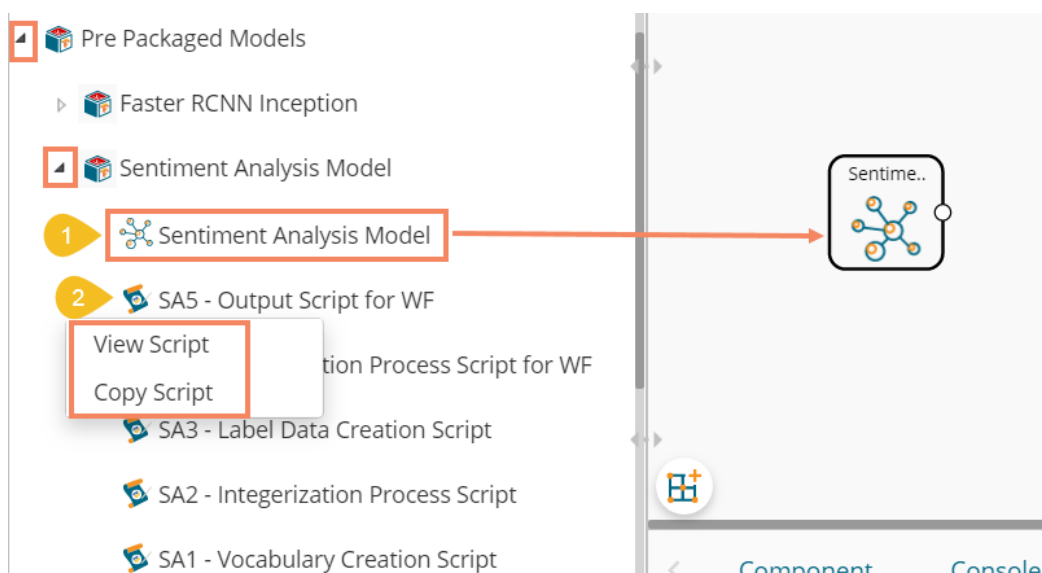 Pre Packaged Models
Faster RCNN Inception
Sentiment Analysis Model
Sentime..
1 Sentiment Analysis Model
2 SA5 - Output Script for WF
View Script
tion Process Script for WF
Copy Script
SA3 - Label Data Creation Script
SA2 - Integerization Process Script
SA1 - Vocabulary Creation Script
Component Console